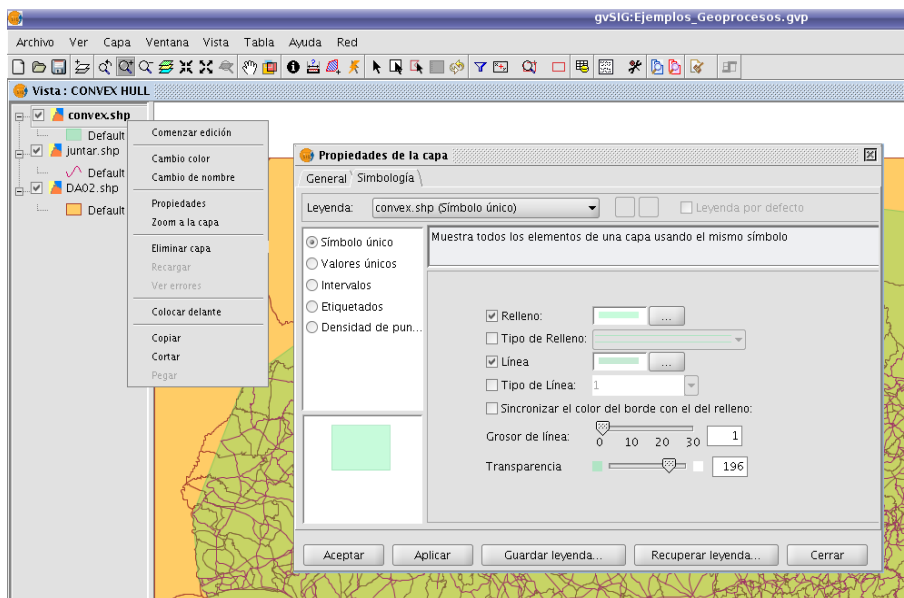 gvSIG:Ejemplos_Geoprocesos.gvp
Archivo Ver Capa Ventana Vista Tabla Ayuda Red
Vista : CONVEX HULL
convex.shp
Default
juntar.shp
Default
DA02.shp
Default
Comenzar edición
Cambio color
Cambio de nombre
Propiedades
Zoom a la capa
Eliminar capa
Recargar
Ver errores
Colocar delante
Copiar
Cortar
Pegar
Propiedades de la capa
General Simbología
Leyenda: convex.shp (Símbolo único) Leyenda por defecto
Símbolo único
Valores únicos
Intervalos
Etiquetados
Densidad de pun...
Muestra todos los elementos de una capa usando el mismo símbolo
Relleno: ...
Tipo de Relleno:
Línea ...
Tipo de Línea: 1
Sincronizar el color del borde con el del relleno:
Grosor de línea: 0 10 20 30 1
Transparencia 196
Aceptar Aplicar Guardar leyenda... Recuperar leyenda... Cerrar